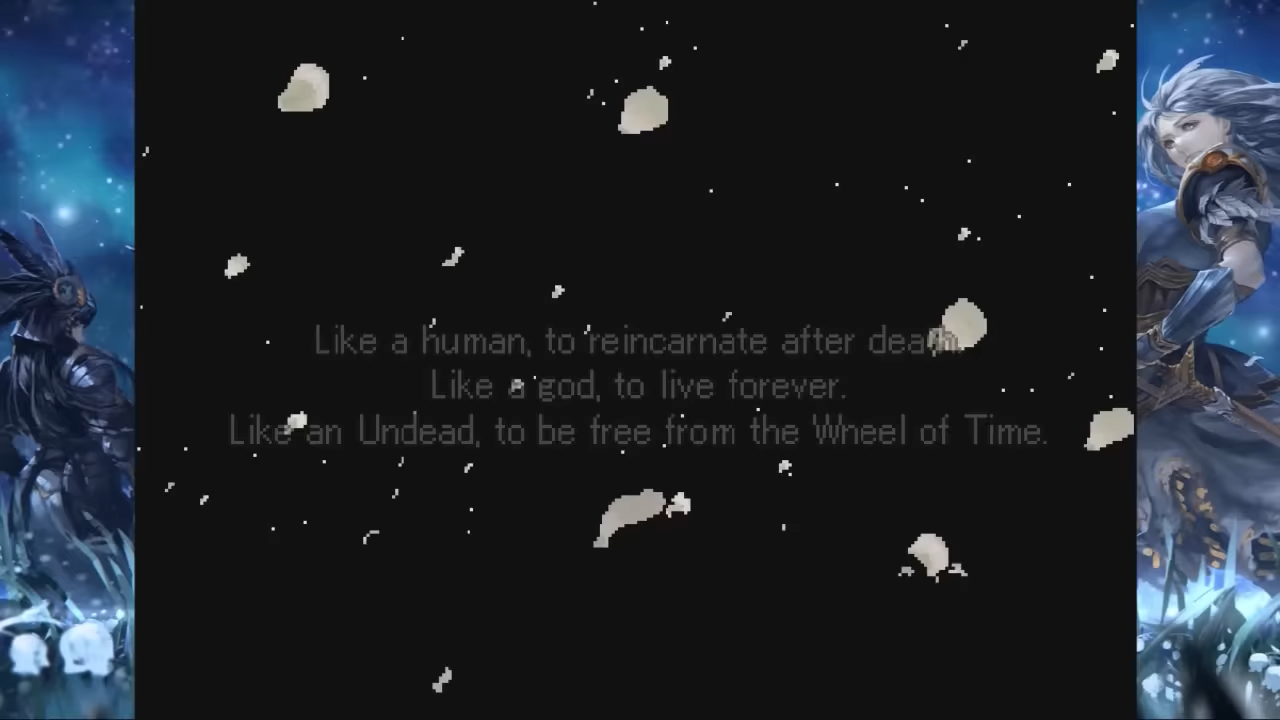 Like a human, to reincarnate after death.
Like a god, to live forever.
Like an Undead, to be free from the Wheel of Time.